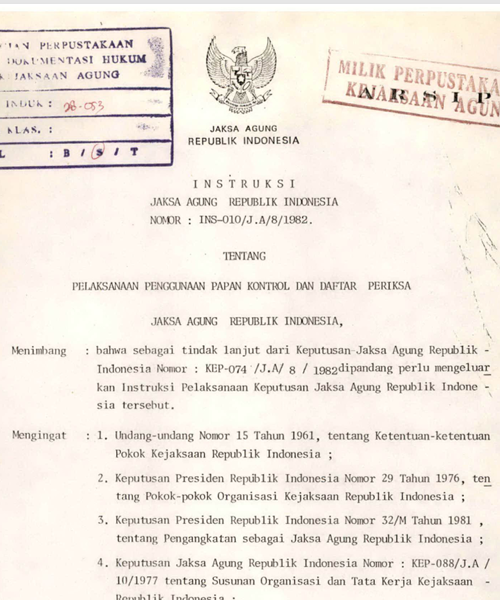 PERPUSTAKAAN
DOKUMENTASI HUKUM
JAKSAAN AGUNG
INDUK :
KLAS. :
: B / S / T
MILIK PERPUSTAKA
KEJAKSAAN AGUN
A R S I P
JAKSA AGUNG
REPUBLIK INDONESIA
I N S T R U K S I
JAKSA AGUNG REPUBLIK INDONESIA
NOMOR : INS-010/J.A/8/1982.
TENTANG
PELAKSANAAN PENGGUNAAN PAPAN KONTROL DAN DAFTAR PERIKSA
JAKSA AGUNG REPUBLIK INDONESIA,
Menimbang : bahwa sebagai tindak lanjut dari Keputusan Jaksa Agung Republik -
Indonesia Nomor : KEP-074 /J.A/ 8 / 1982dipandang perlu mengeluar
kan Instruksi Pelaksanaan Keputusan Jaksa Agung Republik Indone -
sia tersebut.
Mengingat : 1. Undang-undang Nomor 15 Tahun 1961, tentang Ketentuan-ketentuan
Pokok Kejaksaan Republik Indonesia ;
2. Keputusan Presiden Republik Indonesia Nomor 29 Tahun 1976, ten
tang Pokok-pokok Organisasi Kejaksaan Republik Indonesia ;
3. Keputusan Presiden Republik Indonesia Nomor 32/M Tahun 1981 ,
tentang Pengangkatan sebagai Jaksa Agung Republik Indonesia ;
4. Keputusan Jaksa Agung Republik Indonesia Nomor : KEP-088/J.A /
10/1977 tentang Susunan Organisasi dan Tata Kerja Kejaksaan -
Republik Indonesia ;